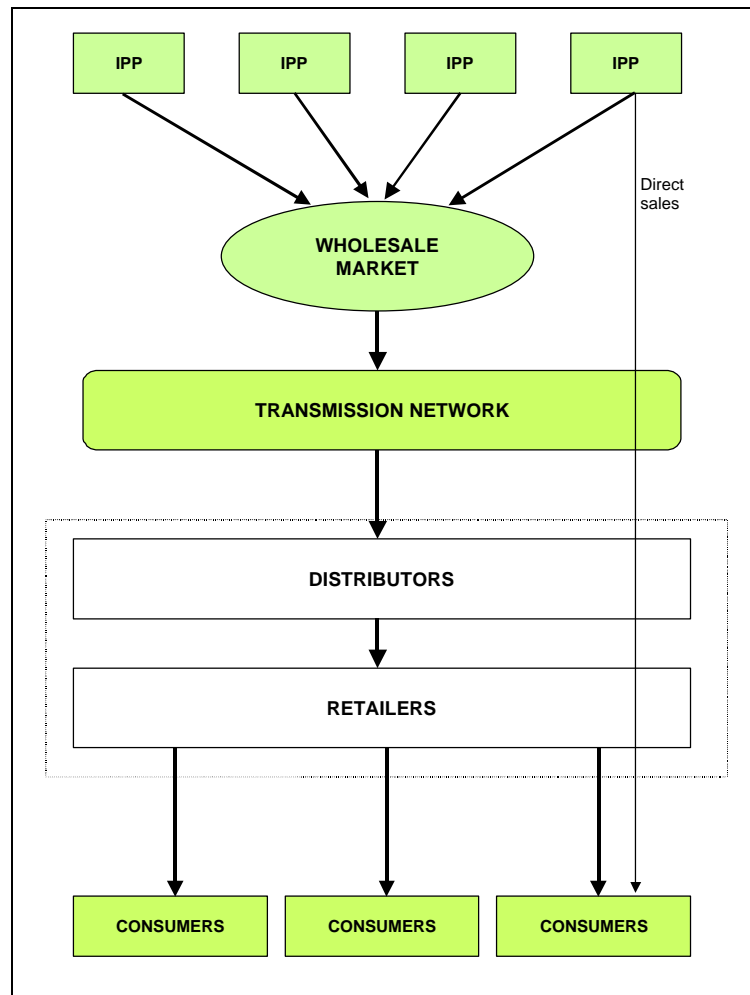 IPP
IPP
IPP
IPP
Direct
sales
WHOLESALE
MARKET
TRANSMISSION NETWORK
DISTRIBUTORS
RETAILERS
CONSUMERS
CONSUMERS
CONSUMERS